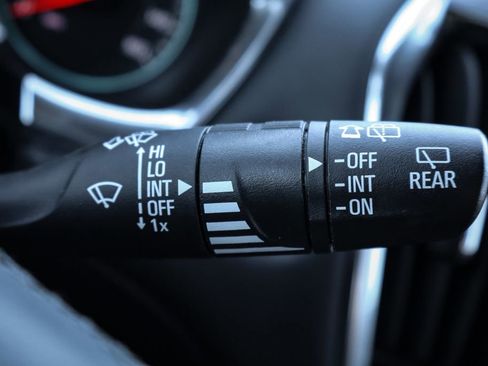 HI
LO
INT
OFF
1x
-OFF
-INT
-ON
REAR